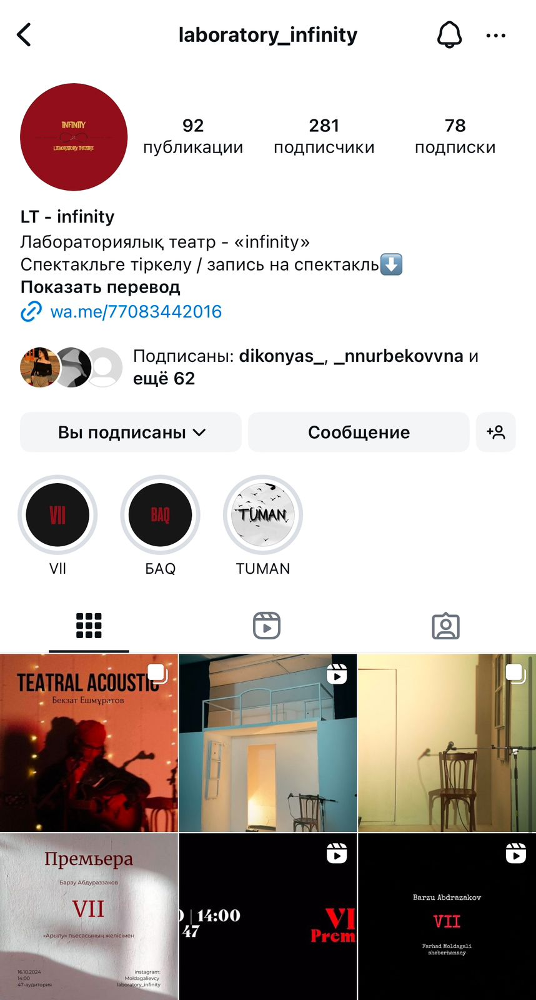 laboratory_infinity
INFINITY
LABORATORY THEATRE
92
публикации
281
подписчики
78
подписки
LT - infinity
Лабораториялық театр - «infinity»
Спектакльге тіркелу / запись на спектакль
Показать перевод
wa.me/77083442016
Подписаны: dikonyas_, _nnurbekovvna и
ещё 62
Вы подписаны
Сообщение
VII
BAQ
TUMAN
Vll
БАQ
TUMAN
TEATRAL ACOUSTIC
Бекзат Ешмұратов
Премьера
Барзу Абдураззаков
VII
«Арылу» пьесасының желісімен
16.10.2024
14:00
47-аудитория
instagram:
Moldagalievcy
laboratory_infinity
| 14:00
47
VI
Prem
Barzu Abdrazakov
VII
Farhad Moldagali
sheberhanacy